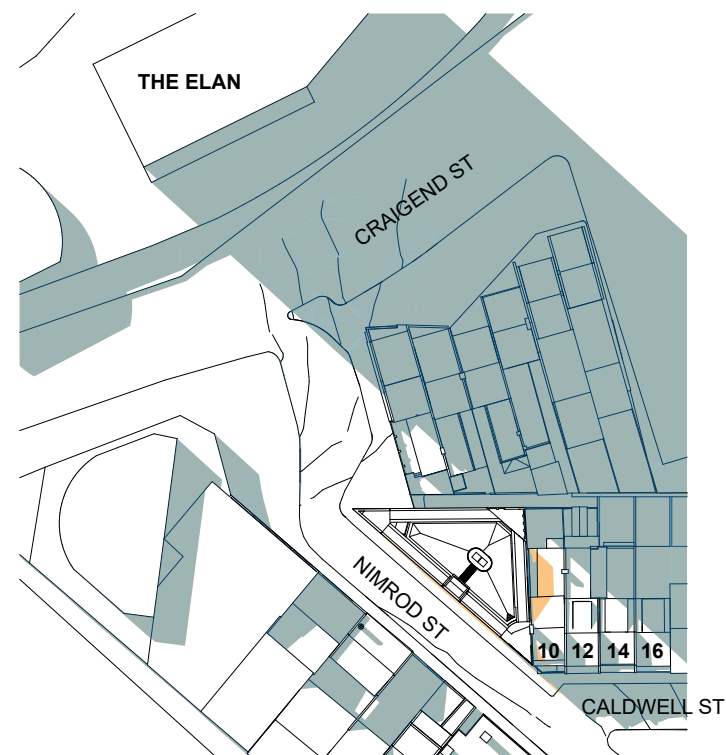 THE ELAN
CRAIGEND ST
NIMROD ST
10 12 14 16
CALDWELL ST